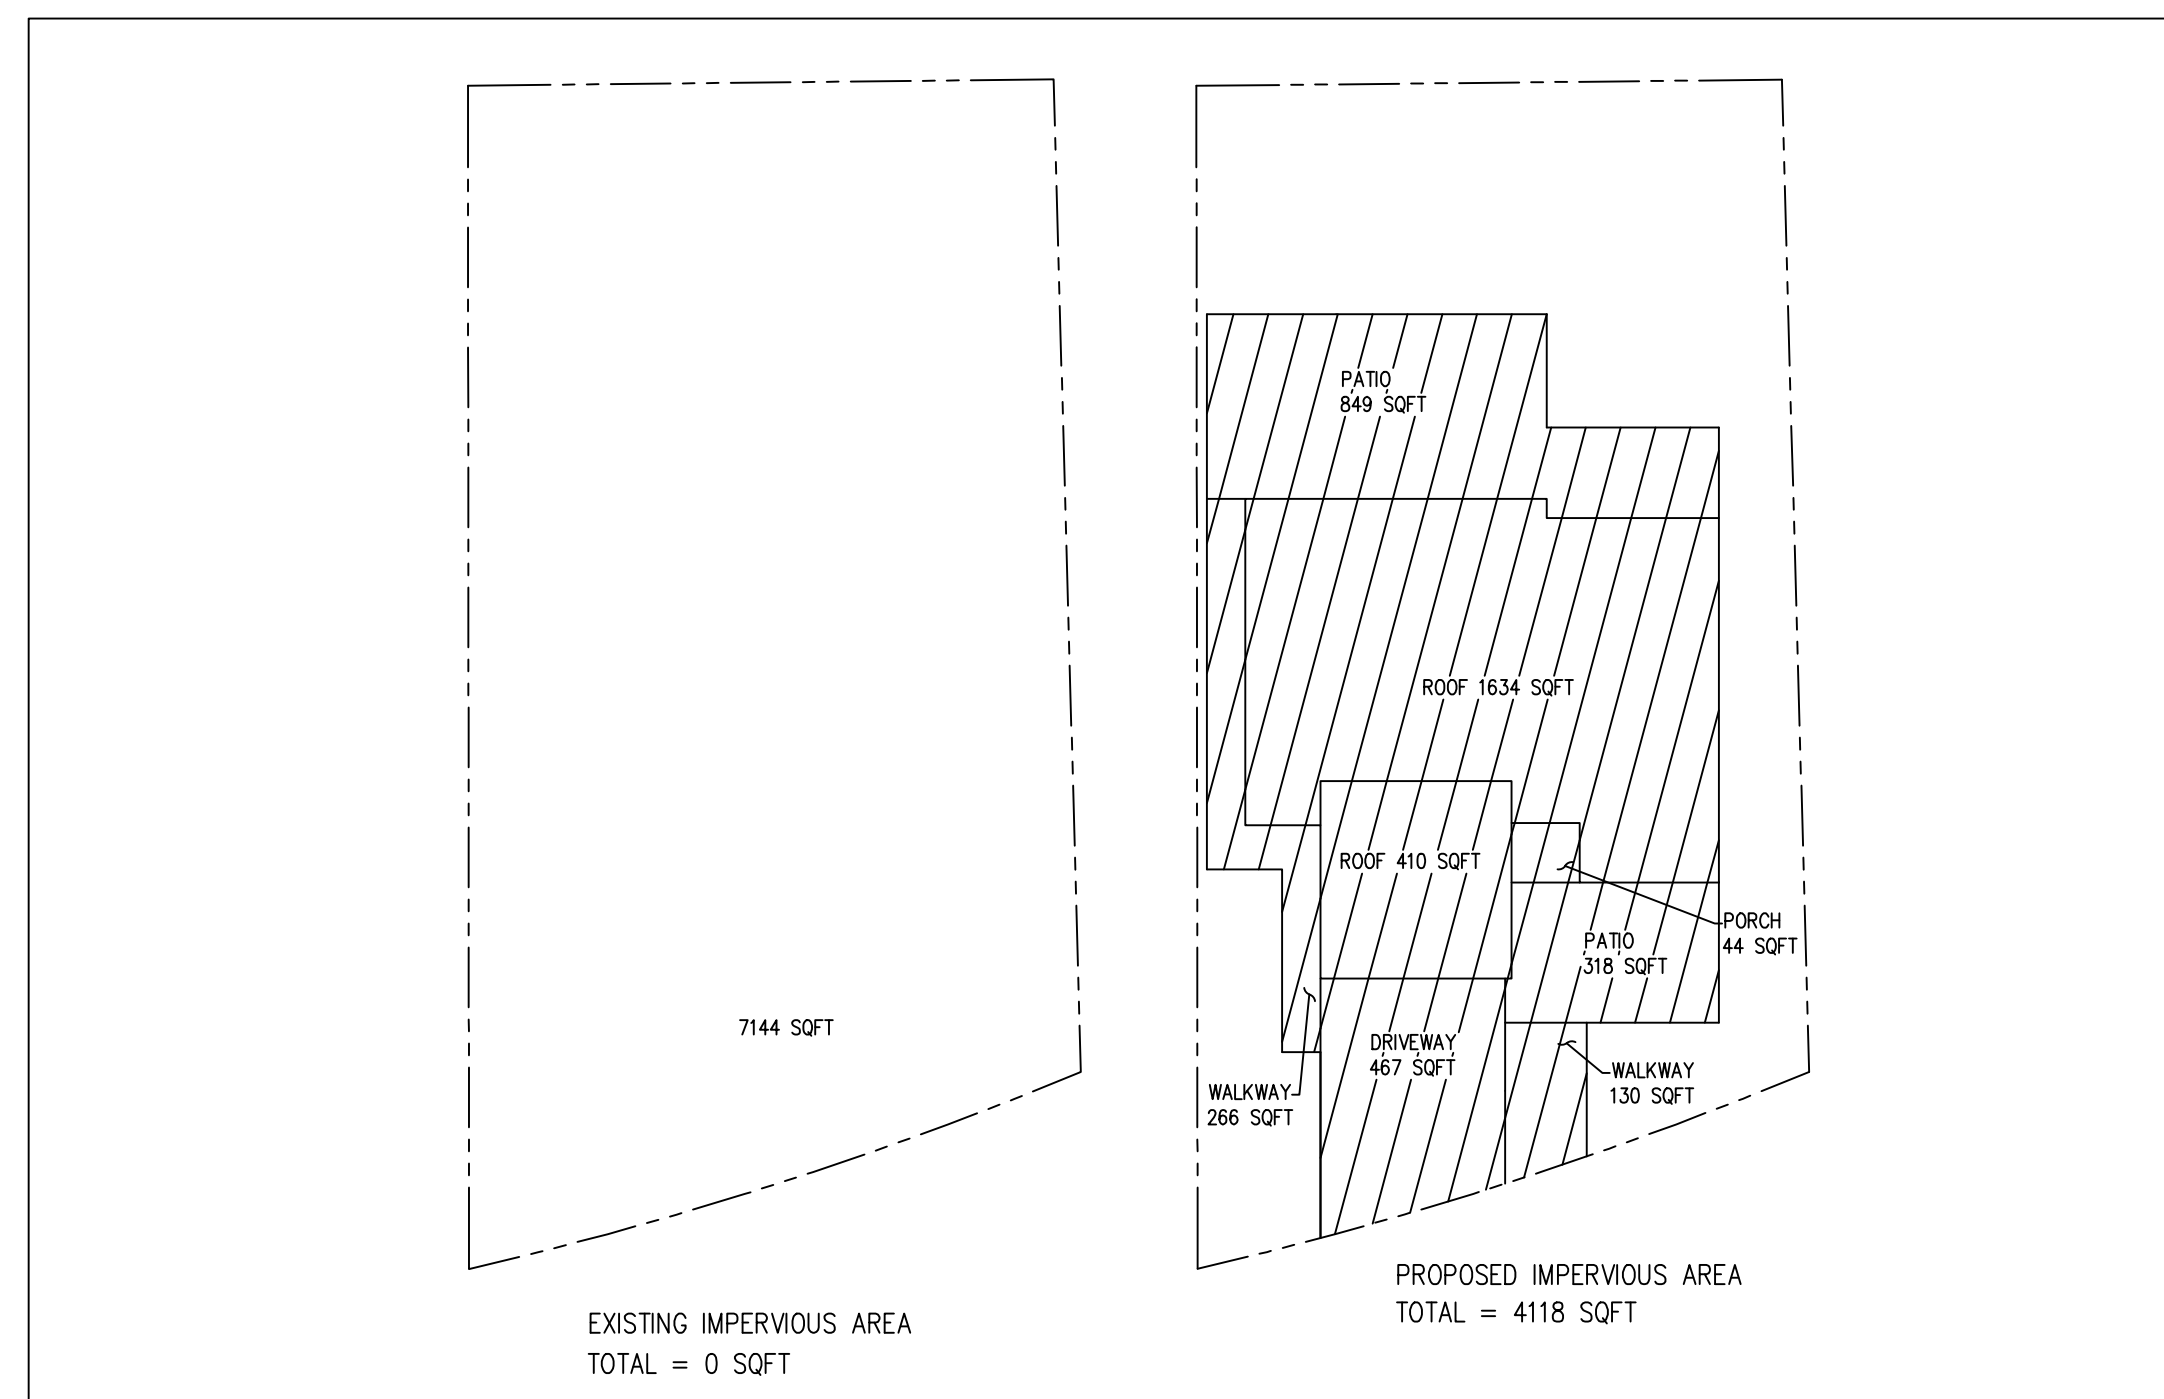 7144 SQFT
EXISTING IMPERVIOUS AREA
TOTAL = 0 SQFT
PATIO
849 SQFT
ROOF 1634 SQFT
ROOF 410 SQFT
PORCH
44 SQFT
PATIO
318 SQFT
DRIVEWAY
467 SQFT
WALKWAY
130 SQFT
WALKWAY
266 SQFT
PROPOSED IMPERVIOUS AREA
TOTAL = 4118 SQFT